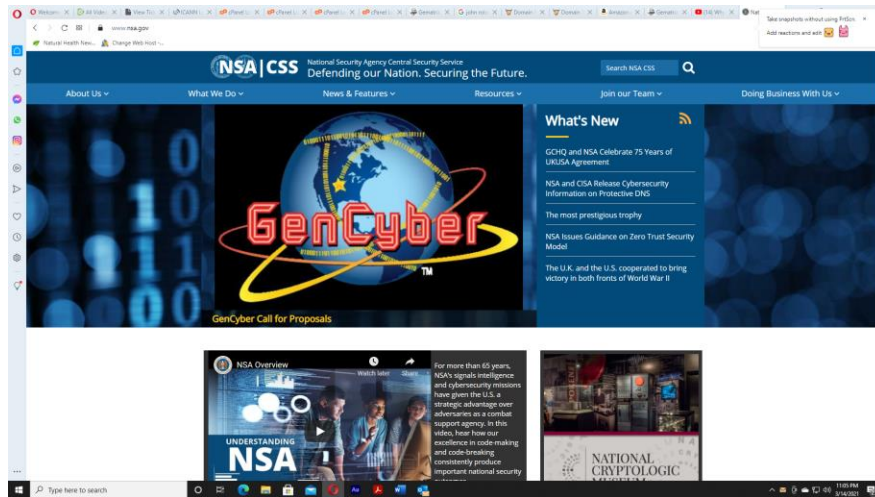 Take snapshots without using PrtScn.
Add reactions and edit
www.nsa.gov
Natural Health New...
Change Web Host -...
NSA|CSS
National Security Agency Central Security Service
Defending our Nation. Securing the Future.
Search NSA CSS
About Us
What We Do
News & Features
Resources
Join our Team
Doing Business With Us
GenCyber
TM
GenCyber Call for Proposals
What's New
GCHQ and NSA Celebrate 75 Years of
UKUSA Agreement
NSA and CISA Release Cybersecurity
Information on Protective DNS
The most prestigious trophy
NSA Issues Guidance on Zero Trust Security
Model
The U.K. and the U.S. cooperated to bring
victory in both fronts of World War II
NSA Overview
Watch later
Share
UNDERSTANDING
NSA
For more than 65 years,
NSA's signals intelligence
and cybersecurity missions
have given the U.S. a
strategic advantage over
adversaries as a combat
support agency. In this
video, hear how our
excellence in code-making
and code-breaking
consistently produce
important national security
NATIONAL
CRYPTOLOGIC
MUSEUM
Type here to search
11:05 PM
3/14/2021